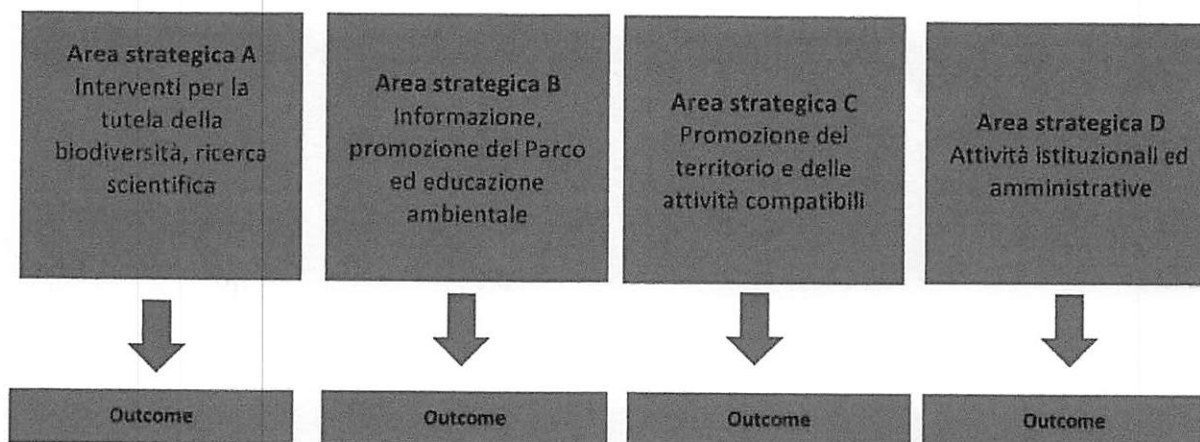 Area strategica A
Interventi per la
tutela della
biodiversità, ricerca
scientifica
Area strategica B
Informazione,
promozione del Parco
ed educazione
ambientale
Area strategica C
Promozione del
territorio e delle
attività compatibili
Area strategica D
Attività istituzionali ed
amministrative
Outcome
Outcome
Outcome
Outcome